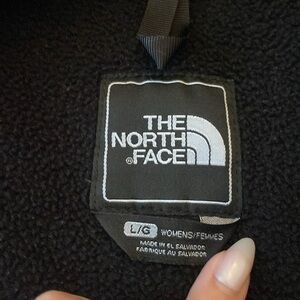 THE
NORTH
FACE
®
L/G WOMENS/FEMMES
MADE IN EL SALVADOR
FABRIQUE AU SALVADOR